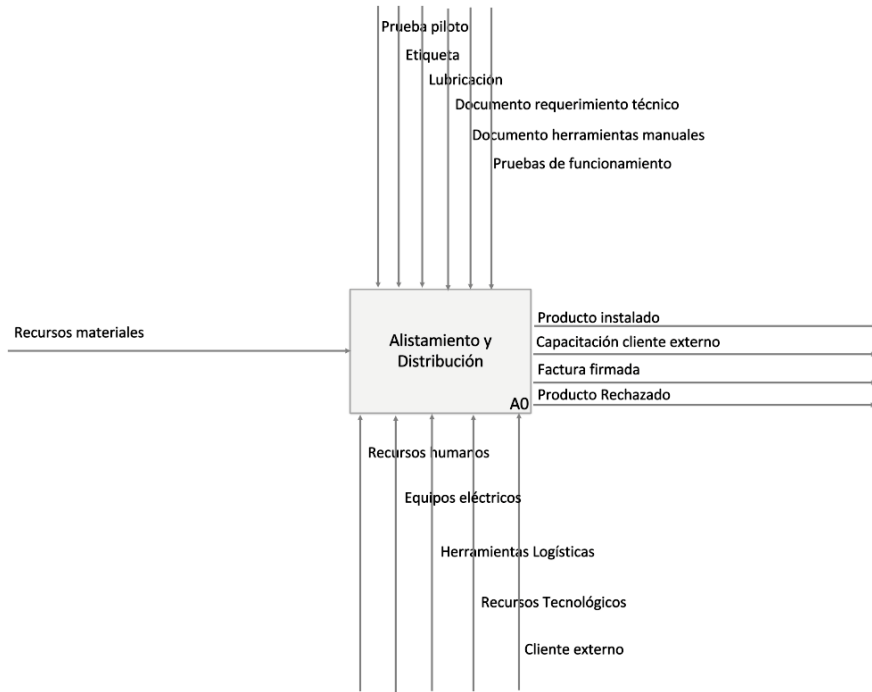 Prueba piloto
Etiqueta
Lubricación
Documento requerimiento técnico
Documento herramientas manuales
Pruebas de funcionamiento
Recursos materiales
Alistamiento y
Distribución
A0
Producto instalado
Capacitación cliente externo
Factura firmada
Producto Rechazado
Recursos humanos
Equipos eléctricos
Herramientas Logísticas
Recursos Tecnológicos
Cliente externo